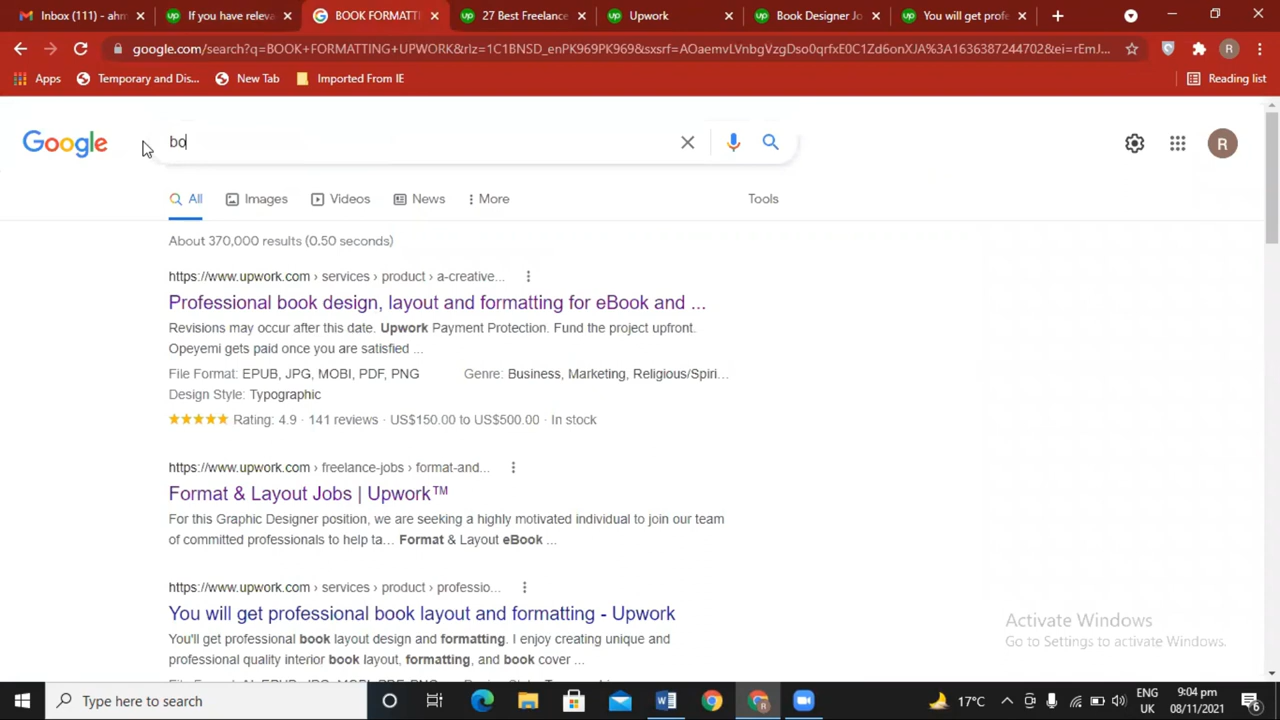 Inbox (111) - ahm
If you have releva
BOOK FORMATTI
27 Best Freelance
Upwork
Book Designer Jo
You will get profe
google.com/search?q=BOOK+FORMATTING+UPWORK&rlz=1C1BNSD_enPK969PK969&sxsrf=AOaemvLVnbgVzgDso0qrfxE0C1Zd6onXJA%3A1636387244702&ei=rEmJ...
Apps
Temporary and Dis...
New Tab
Imported From IE
Reading list
Google
bo
R
All
Images
Videos
News
More
Tools
About 370,000 results (0.50 seconds)
https://www.upwork.com › services › product › a-creative...
Professional book design, layout and formatting for eBook and ...
Revisions may occur after this date. Upwork Payment Protection. Fund the project upfront.
Opeyemi gets paid once you are satisfied ...
File Format: EPUB, JPG, MOBI, PDF, PNG
Genre: Business, Marketing, Religious/Spiri...
Design Style: Typographic
Rating: 4.9 · 141 reviews · US$150.00 to US$500.00 · In stock
https://www.upwork.com › freelance-jobs › format-and...
Format & Layout Jobs | Upwork™
For this Graphic Designer position, we are seeking a highly motivated individual to join our team
of committed professionals to help ta... Format & Layout eBook ...
https://www.upwork.com › services › product › professio...
You will get professional book layout and formatting - Upwork
You'll get professional book layout design and formatting. I enjoy creating unique and
professional quality interior book layout, formatting, and book cover ...
Activate Windows
Go to Settings to activate Windows.
Type here to search
17°C
ENG
UK
9:04 pm
08/11/2021
6